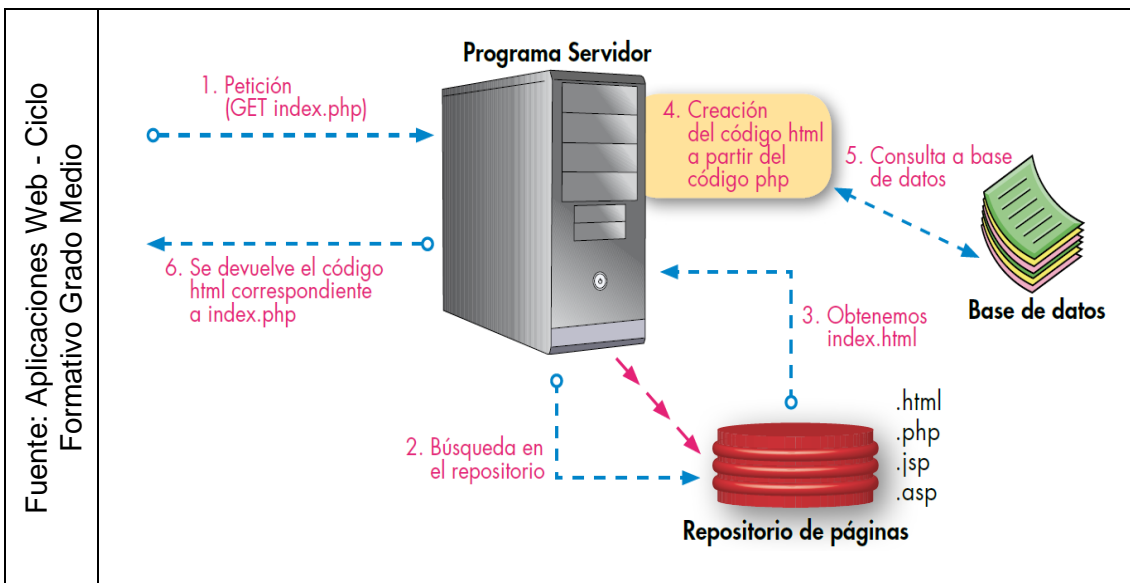 Fuente: Aplicaciones Web - Ciclo
Formativo Grado Medio
Programa Servidor
1. Petición
(GET index.php)
4. Creación
del código html
a partir del
código php
5. Consulta a base
de datos
6. Se devuelve el código
html correspondiente
a index.php
Base de datos
3. Obtenemos
index.html
2. Búsqueda en
el repositorio
.html
.php
.jsp
.asp
Repositorio de páginas